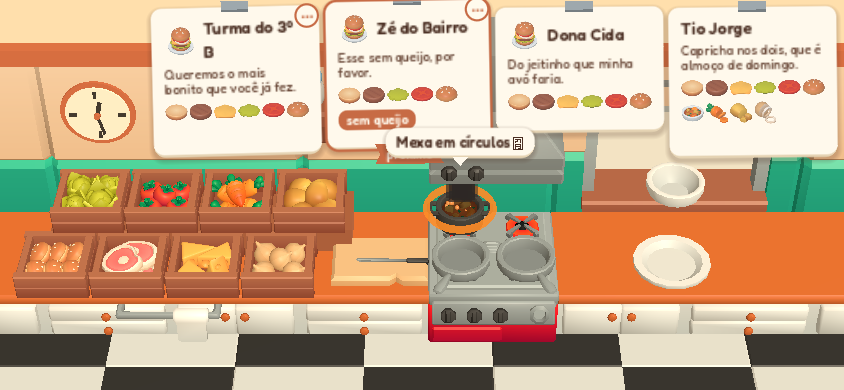 Turma do 3º
B
Queremos o mais
bonito que você já fez.
Zé do Bairro
Esse sem queijo, por
favor.
sem queijo
Dona Cida
Do jeitinho que minha
avó faria.
Tio Jorge
Capricha nos dois, que é
almoço de domingo.
Mexa em círculos